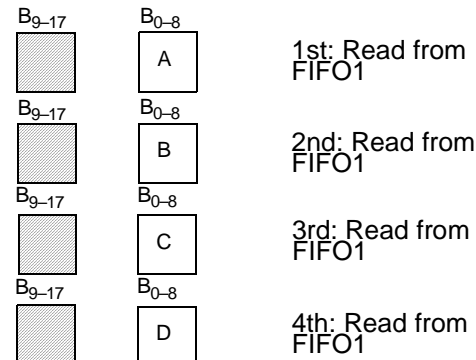 B9–17 B0–8
A 1st: Read from
FIFO1
B9–17 B0–8
B 2nd: Read from
FIFO1
B9–17 B0–8
C 3rd: Read from
FIFO1
B9–17 B0–8
D 4th: Read from
FIFO1